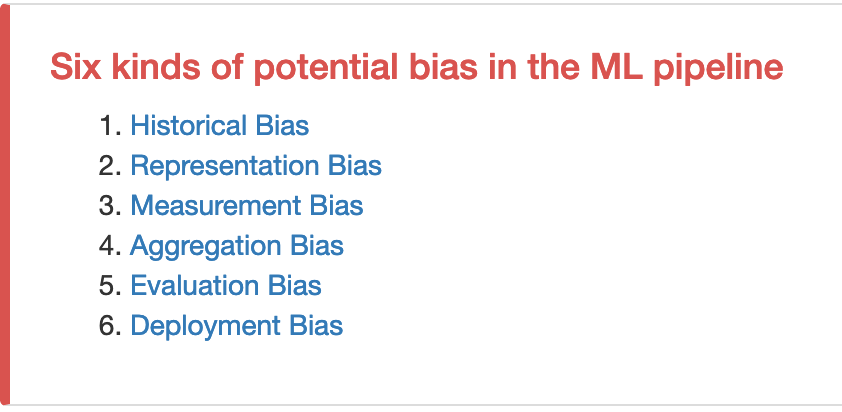 Six kinds of potential bias in the ML pipeline
1. Historical Bias
2. Representation Bias
3. Measurement Bias
4. Aggregation Bias
5. Evaluation Bias
6. Deployment Bias